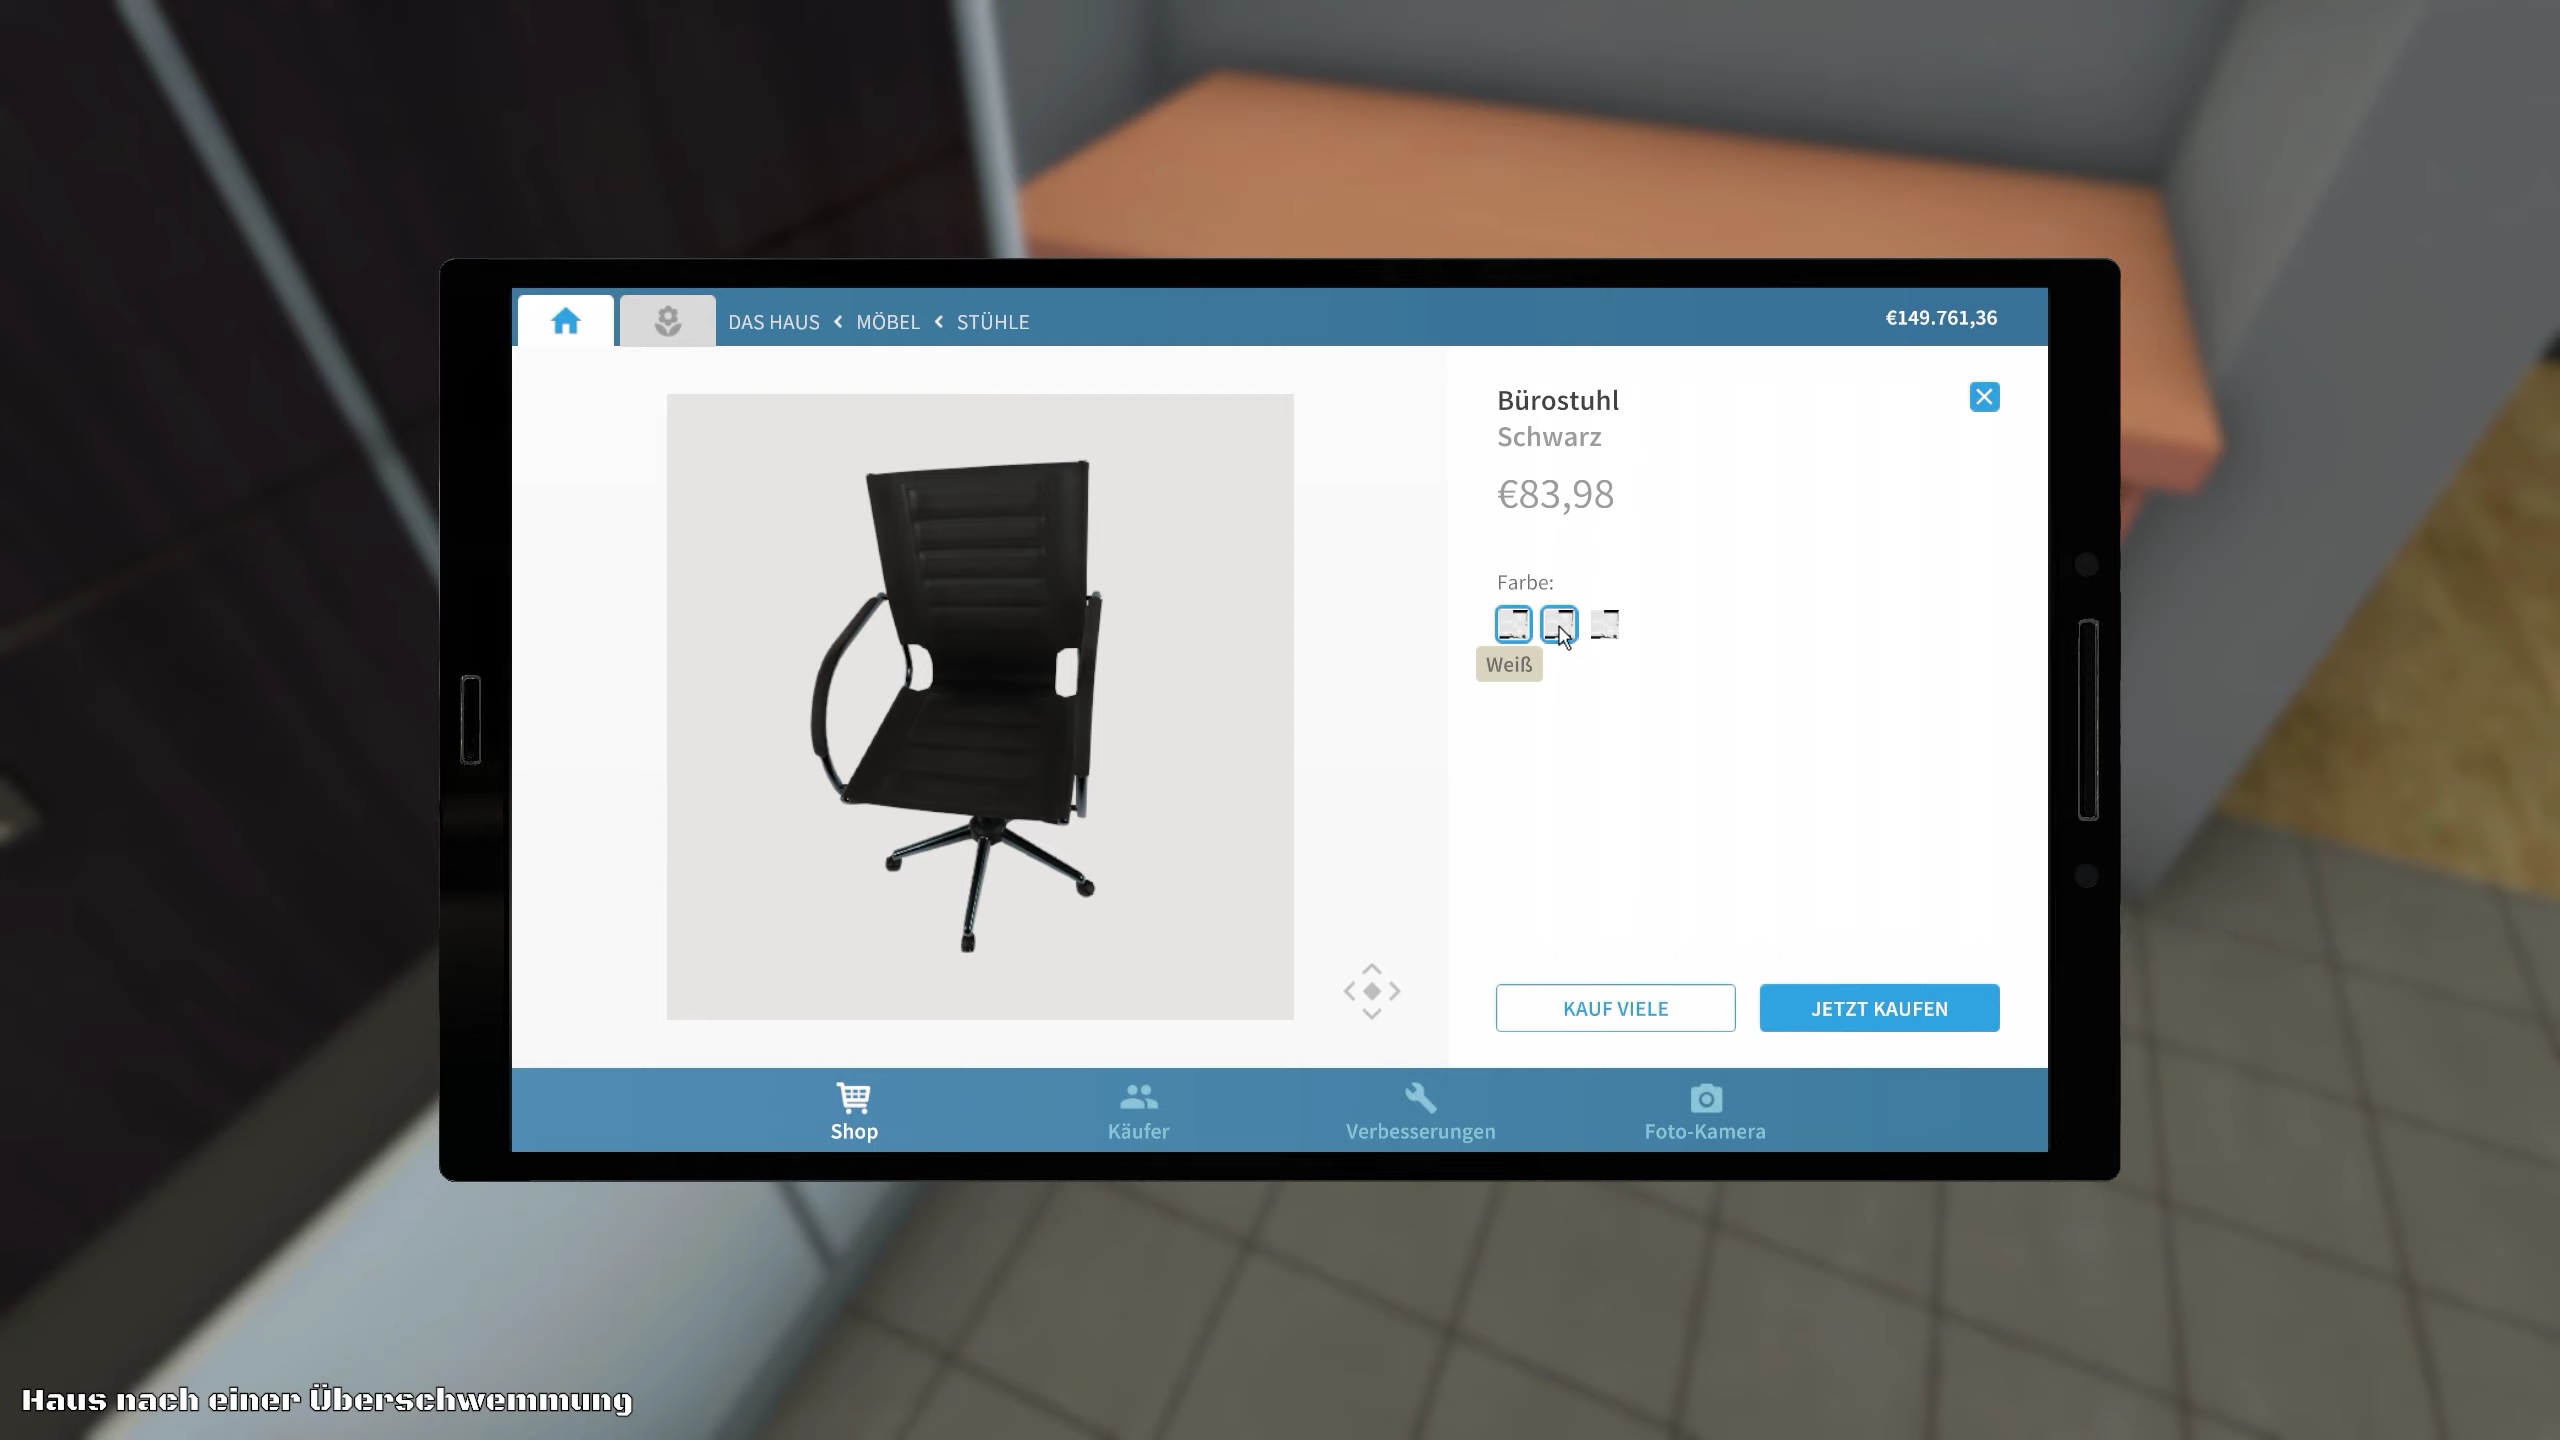 DAS HAUS < MÖBEL < STÜHLE
€149.761,36
Bürostuhl
Schwarz
€83,98
Farbe:
Weiß
KAUF VIELE
JETZT KAUFEN
Shop
Käufer
Verbesserungen
Foto-Kamera
Haus nach einer Überschwemmung